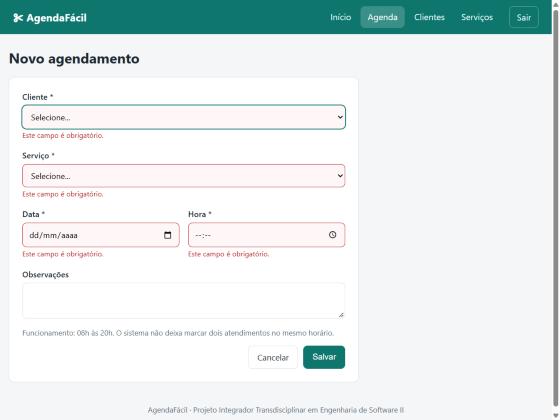 AgendaFácil
Início Agenda Clientes Serviços Sair
Novo agendamento
Cliente *
Selecione...
Este campo é obrigatório.
Serviço *
Selecione...
Este campo é obrigatório.
Data * Hora *
dd/mm/aaaa --:--
Este campo é obrigatório. Este campo é obrigatório.
Observações
Funcionamento: 08h às 20h. O sistema não deixa marcar dois atendimentos no mesmo horário.
Cancelar Salvar
AgendaFácil · Projeto Integrador Transdisciplinar em Engenharia de Software II